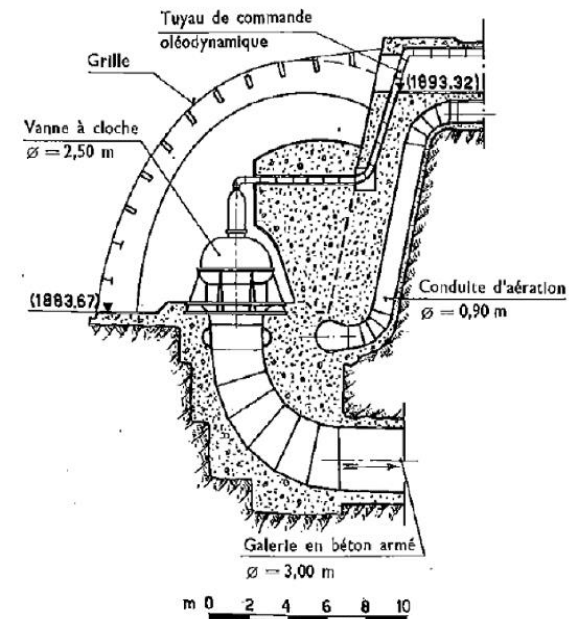 Tuyau de commande
oléodynamique
Grille
(1893,32)
Vanne à cloche
Ø = 2,50 m
(1883,67)
Conduite d'aération
Ø = 0,90 m
Galerie en béton armé
Ø = 3,00 m
m 0 2 4 6 8 10